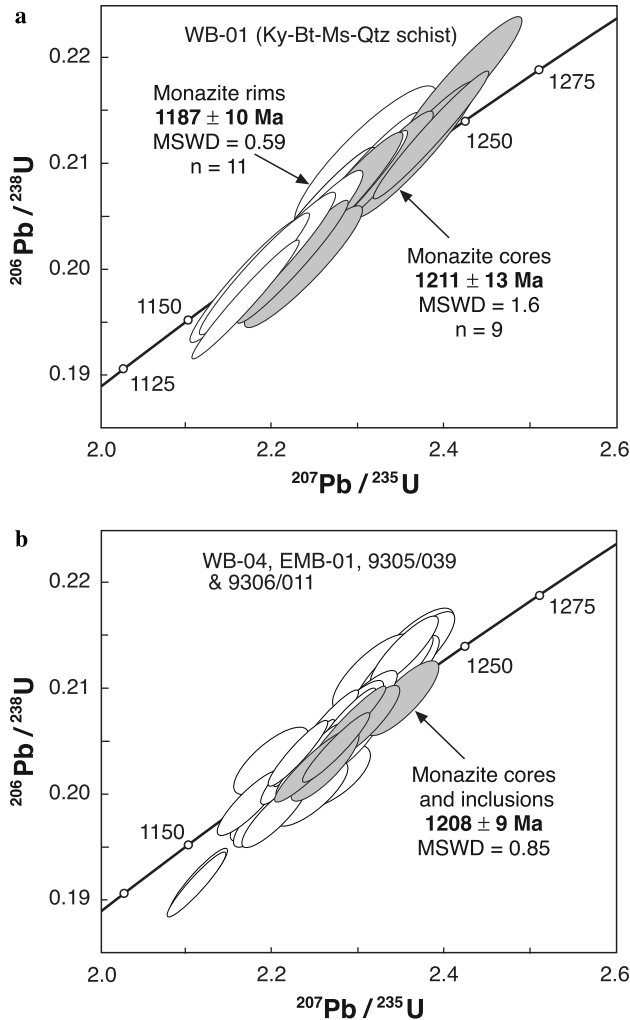 a
WB-01 (Ky-Bt-Ms-Qtz schist)
0.22
0.21
0.20
0.19
²⁰⁶Pb / ²³⁸U
Monazite rims
1187 ± 10 Ma
MSWD = 0.59
n = 11
1275
1250
Monazite cores
1211 ± 13 Ma
MSWD = 1.6
n = 9
1150
1125
2.0
2.2
2.4
2.6
²⁰⁷Pb / ²³⁵U
b
WB-04, EMB-01, 9305/039
& 9306/011
0.22
0.21
0.20
0.19
²⁰⁶Pb / ²³⁸U
1275
1250
Monazite cores
and inclusions
1208 ± 9 Ma
MSWD = 0.85
1150
2.0
2.2
2.4
2.6
²⁰⁷Pb / ²³⁵U